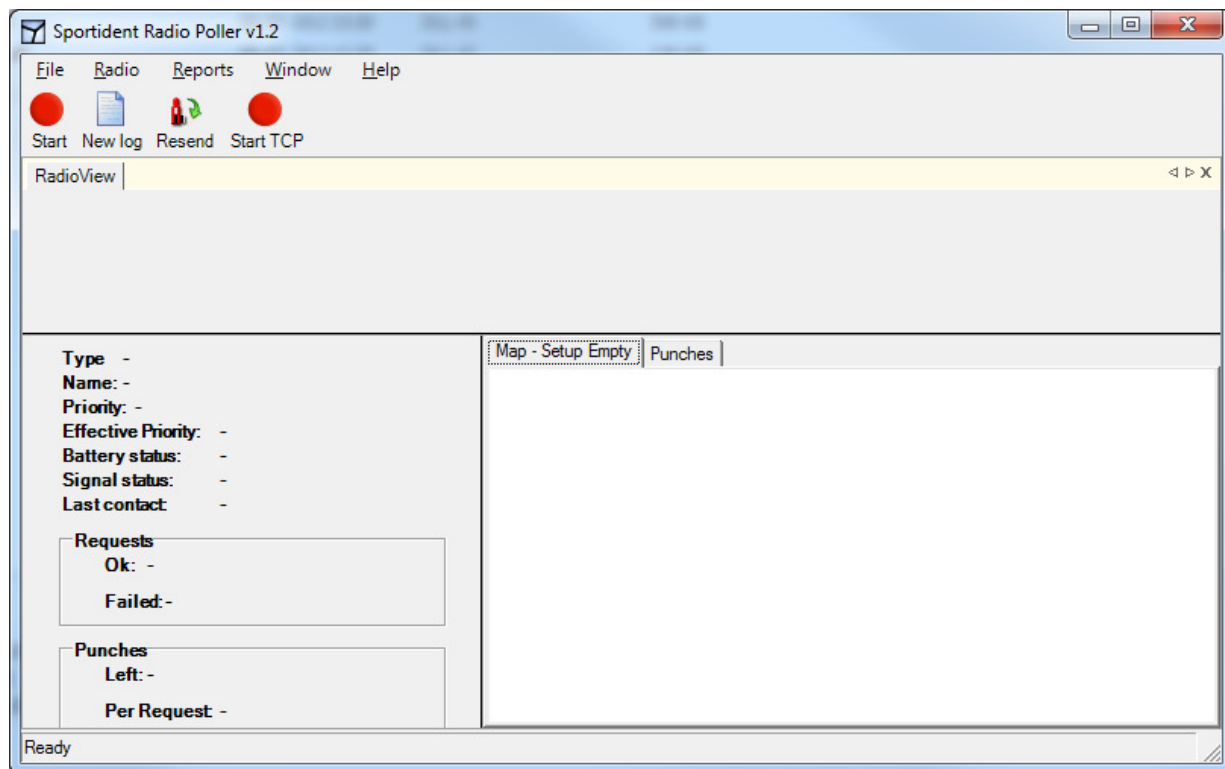 Sportident Radio Poller v1.2
File Radio Reports Window Help
Start New log Resend Start TCP
RadioView
Map - Setup Empty Punches
Type -
Name: -
Priority: -
Effective Priority: -
Battery status: -
Signal status: -
Last contact: -
Requests
Ok: -
Failed: -
Punches
Left: -
Per Request: -
Ready